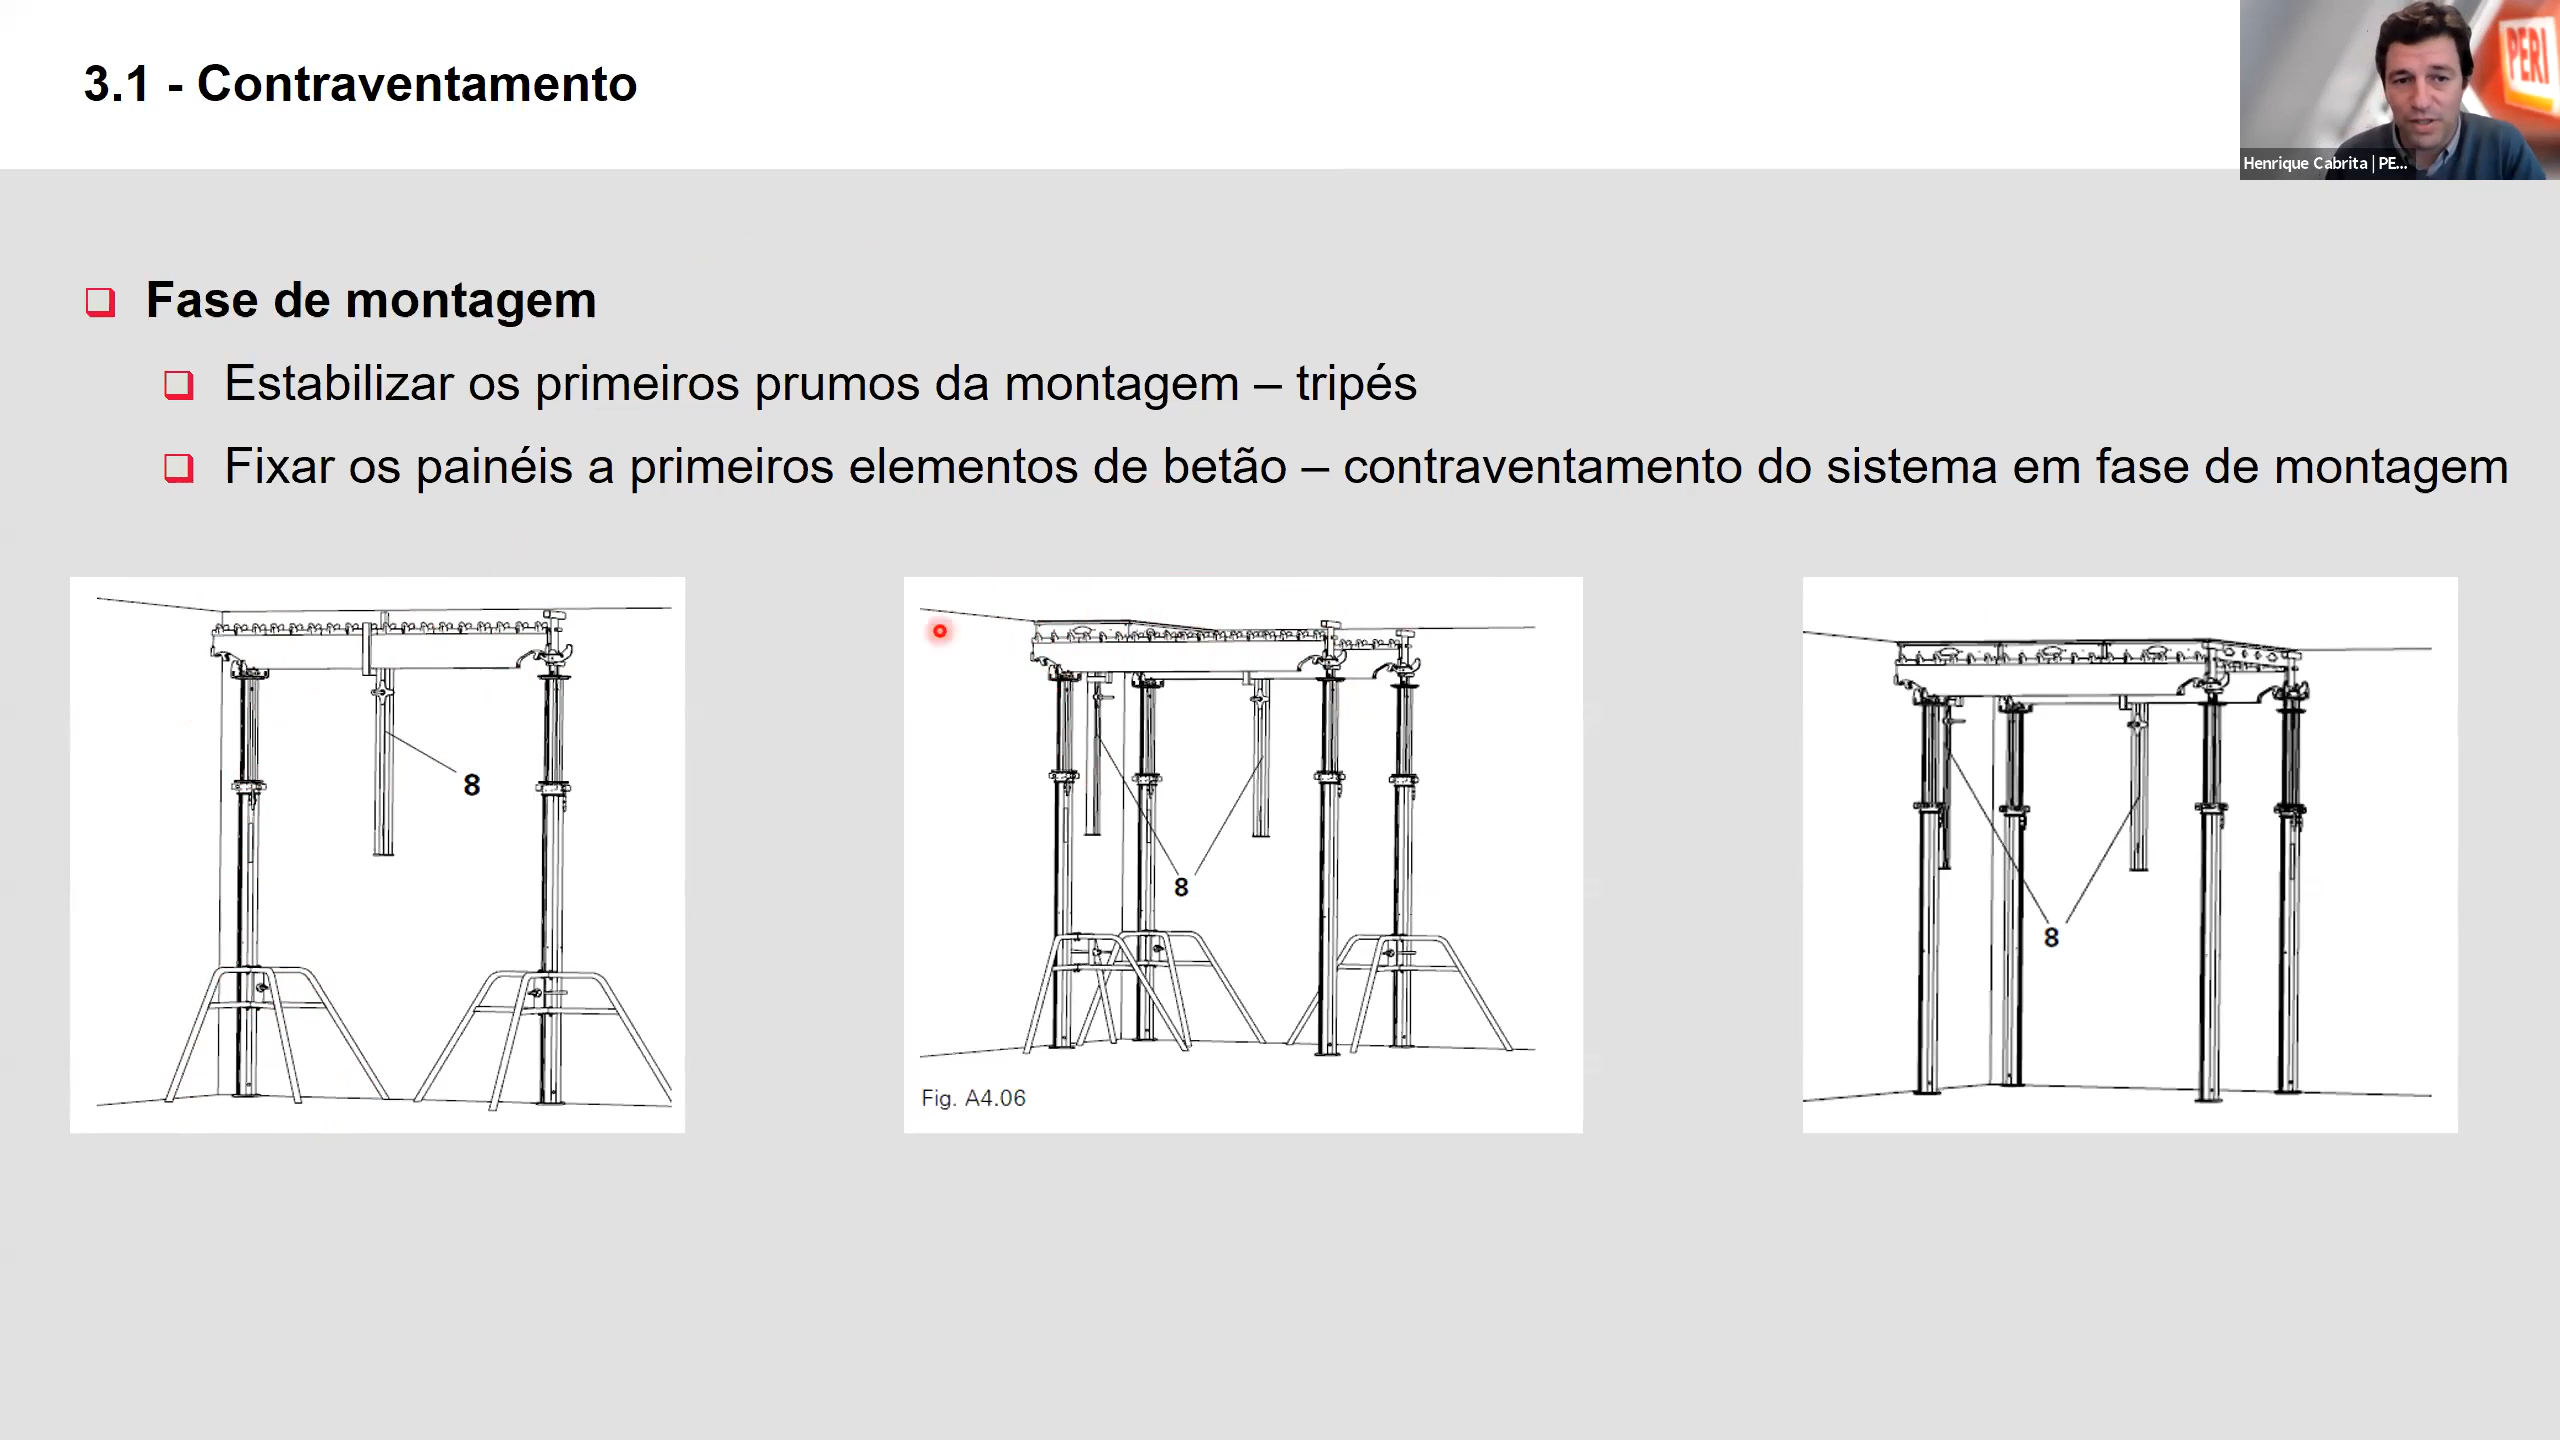 3.1 - Contraventamento
PERI
Henrique Cabrita | PE...
Fase de montagem
Estabilizar os primeiros prumos da montagem – tripés
Fixar os painéis a primeiros elementos de betão – contraventamento do sistema em fase de montagem
8
8
8
Fig. A4.06